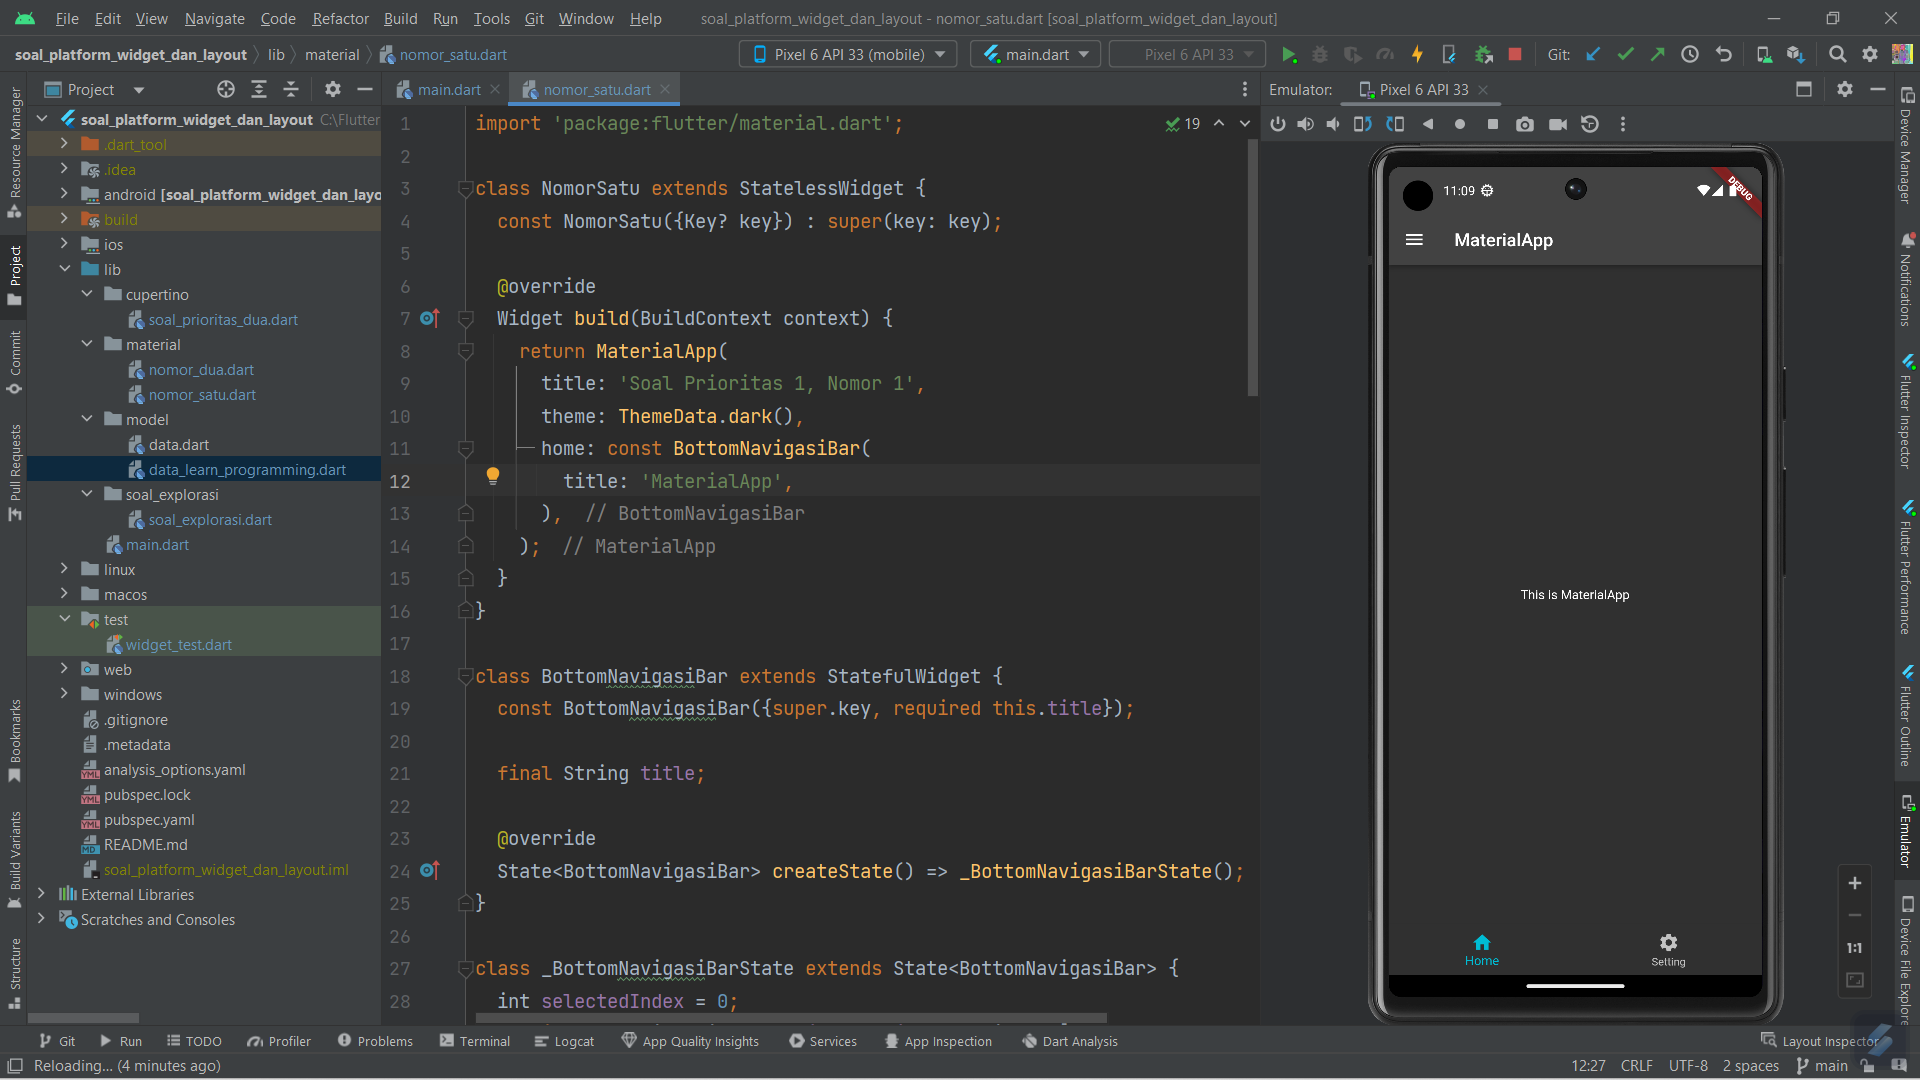 File Edit View Navigate Code Refactor Build Run Tools Git Window Help soal_platform_widget_dan_layout - nomor_satu.dart [soal_platform_widget_dan_layout]
soal_platform_widget_dan_layout lib material nomor_satu.dart Pixel 6 API 33 (mobile) main.dart Pixel 6 API 33 Git:
Project main.dart nomor_satu.dart Emulator: Pixel 6 API 33
Resource Manager
Project
Commit
Pull Requests
Bookmarks
Build Variants
Structure
soal_platform_widget_dan_layout C:\Flutter
.dart_tool
.idea
android [soal_platform_widget_dan_layo
build
ios
lib
cupertino
soal_prioritas_dua.dart
material
nomor_dua.dart
nomor_satu.dart
model
data.dart
data_learn_programming.dart
soal_explorasi
soal_explorasi.dart
main.dart
linux
macos
test
widget_test.dart
web
windows
.gitignore
.metadata
analysis_options.yaml
pubspec.lock
pubspec.yaml
README.md
soal_platform_widget_dan_layout.iml
External Libraries
Scratches and Consoles
19
1 import 'package:flutter/material.dart';
2
3 class NomorSatu extends StatelessWidget {
4 const NomorSatu({Key? key}) : super(key: key);
5
6 @override
7 Widget build(BuildContext context) {
8 return MaterialApp(
9 title: 'Soal Prioritas 1, Nomor 1',
10 theme: ThemeData.dark(),
11 home: const BottomNavigasiBar(
12 title: 'MaterialApp',
13 ), // BottomNavigasiBar
14 ); // MaterialApp
15 }
16 }
17
18 class BottomNavigasiBar extends StatefulWidget {
19 const BottomNavigasiBar({super.key, required this.title});
20
21 final String title;
22
23 @override
24 State<BottomNavigasiBar> createState() => _BottomNavigasiBarState();
25 }
26
27 class _BottomNavigasiBarState extends State<BottomNavigasiBar> {
28 int selectedIndex = 0;
11:09
DEBUG
MaterialApp
This Is MaterialApp
Home
Setting
1:1
Device Manager
Notifications
Flutter Inspector
Flutter Performance
Flutter Outline
Emulator
Device File Explore
Git Run TODO Profiler Problems Terminal Logcat App Quality Insights Services App Inspection Dart Analysis Layout Inspector
Reloading... (4 minutes ago) 12:27 CRLF UTF-8 2 spaces main